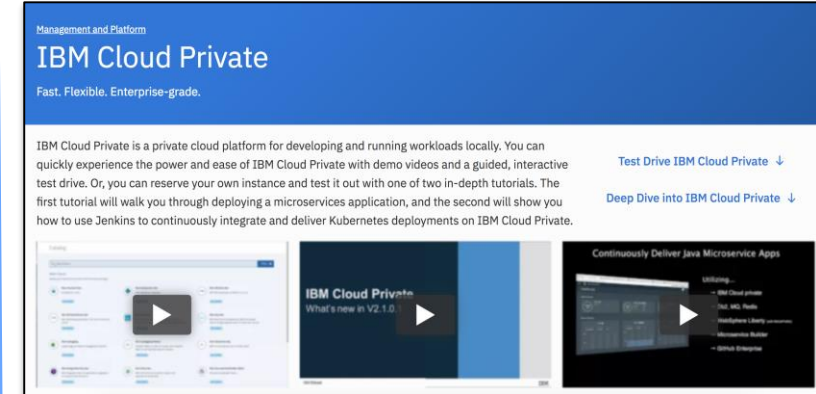 Management and Platform
IBM Cloud Private
Fast. Flexible. Enterprise-grade.
IBM Cloud Private is a private cloud platform for developing and running workloads locally. You can
quickly experience the power and ease of IBM Cloud Private with demo videos and a guided, interactive
test drive. Or, you can reserve your own instance and test it out with one of two in-depth tutorials. The
first tutorial will walk you through deploying a microservices application, and the second will show you
how to use Jenkins to continuously integrate and deliver Kubernetes deployments on IBM Cloud Private.
Test Drive IBM Cloud Private ↓
Deep Dive into IBM Cloud Private ↓
IBM Cloud Private
What's new in V2.1.0.
IBM
Continuously Deliver Java Microservice Apps
Utilizing...
IBM Cloud private
Db2, MQ, Redis
WebSphere Liberty
Microservice Builder
GitHub Enterprise